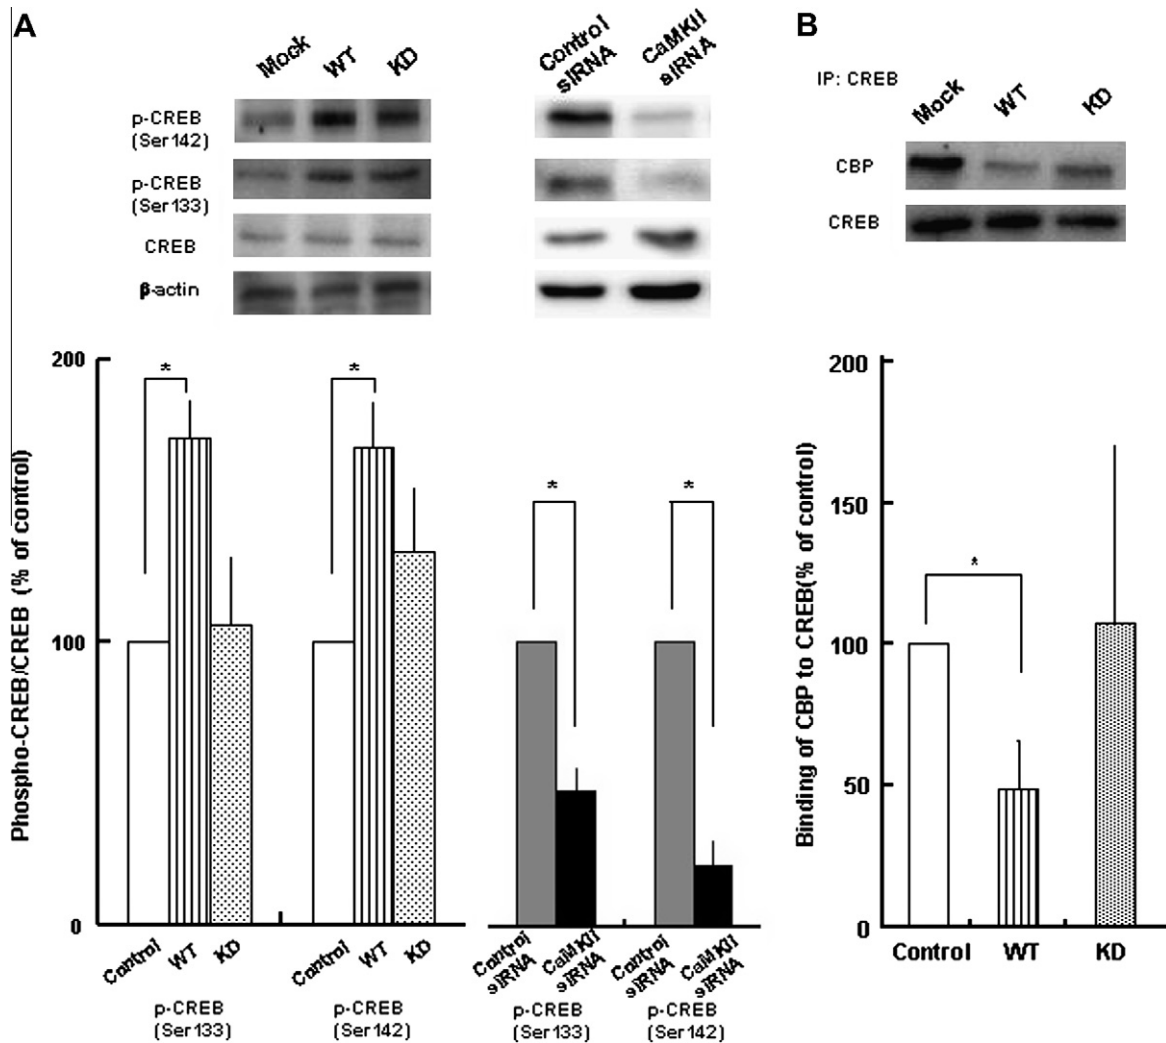 A
Mock WT KD
Control siRNA
CaMKII siRNA
p-CREB
(Ser142)
p-CREB
(Ser133)
CREB
β-actin
B
IP: CREB
Mock WT KD
CBP
CREB
Phospho-CREB/CREB (% of control)
200
100
0
* * * *
Control WT KD
p-CREB
(Ser133)
Control WT KD
p-CREB
(Ser142)
Control siRNA
CaMKII siRNA
p-CREB
(Ser133)
Control siRNA
CaMKII siRNA
p-CREB
(Ser142)
Binding of CBP to CREB(% of control)
200
150
100
50
0
*
Control WT KD